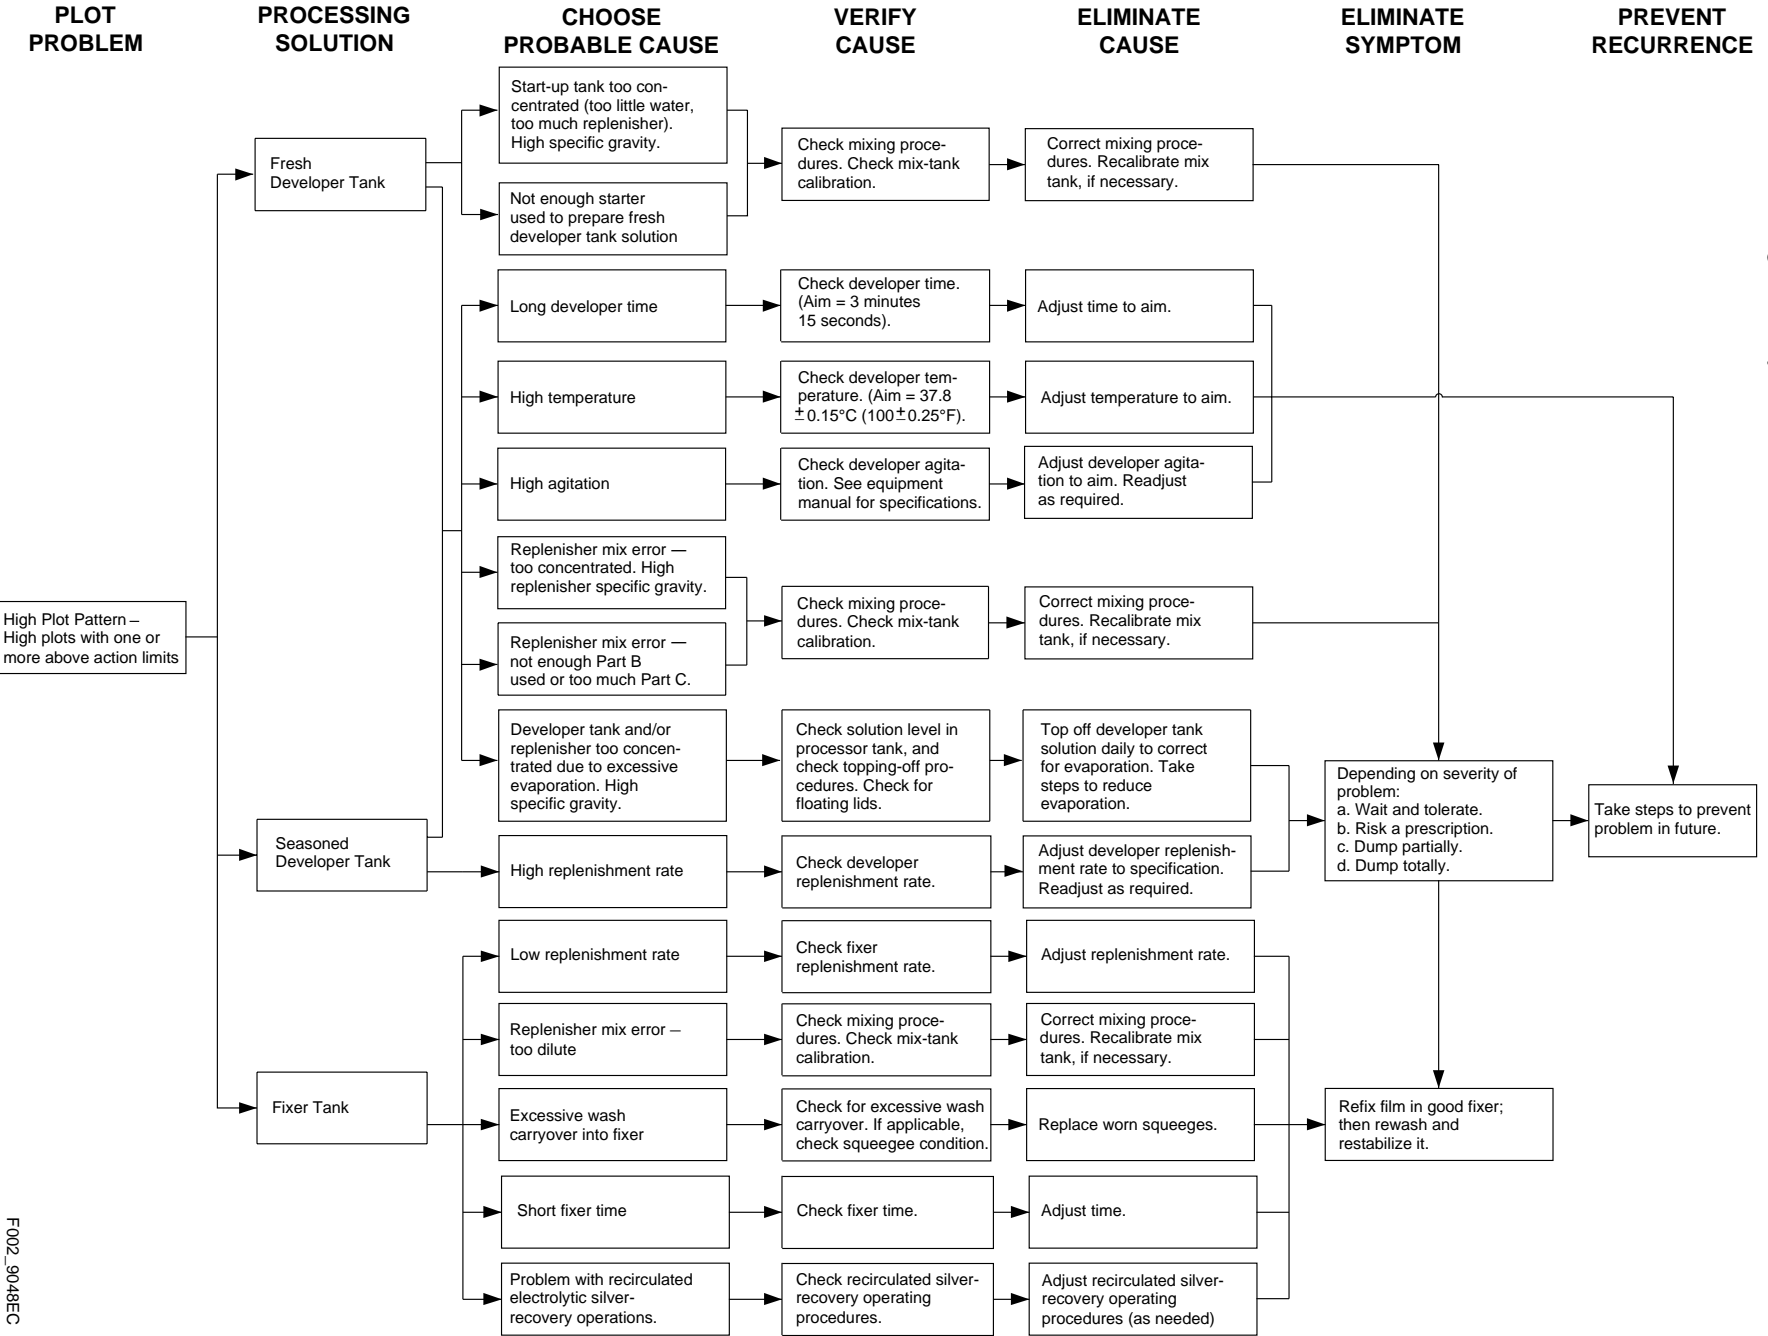 PLOT
PROBLEM
PROCESSING
SOLUTION
CHOOSE
PROBABLE CAUSE
VERIFY
CAUSE
ELIMINATE
CAUSE
ELIMINATE
SYMPTOM
PREVENT
RECURRENCE
High Plot Pattern –
High plots with one or
more above action limits
Fresh
Developer Tank
Start-up tank too con-
centrated (too little water,
too much replenisher).
High specific gravity.
Not enough starter
used to prepare fresh
developer tank solution
Check mixing proce-
dures. Check mix-tank
calibration.
Correct mixing proce-
dures. Recalibrate mix
tank, if necessary.
Long developer time
Check developer time.
(Aim = 3 minutes
15 seconds).
Adjust time to aim.
High temperature
Check developer tem-
perature. (Aim = 37.8
±0.15°C (100±0.25°F).
Adjust temperature to aim.
High agitation
Check developer agita-
tion. See equipment
manual for specifications.
Adjust developer agita-
tion to aim. Readjust
as required.
Replenisher mix error —
too concentrated. High
replenisher specific gravity.
Replenisher mix error —
not enough Part B
used or too much Part C.
Check mixing proce-
dures. Check mix-tank
calibration.
Correct mixing proce-
dures. Recalibrate mix
tank, if necessary.
Developer tank and/or
replenisher too concen-
trated due to excessive
evaporation. High
specific gravity.
Check solution level in
processor tank, and
check topping-off pro-
cedures. Check for
floating lids.
Top off developer tank
solution daily to correct
for evaporation. Take
steps to reduce
evaporation.
Seasoned
Developer Tank
High replenishment rate
Check developer
replenishment rate.
Adjust developer replenish-
ment rate to specification.
Readjust as required.
Depending on severity of
problem:
a. Wait and tolerate.
b. Risk a prescription.
c. Dump partially.
d. Dump totally.
Take steps to prevent
problem in future.
Fixer Tank
Low replenishment rate
Check fixer
replenishment rate.
Adjust replenishment rate.
Replenisher mix error –
too dilute
Check mixing proce-
dures. Check mix-tank
calibration.
Correct mixing proce-
dures. Recalibrate mix
tank, if necessary.
Excessive wash
carryover into fixer
Check for excessive wash
carryover. If applicable,
check squeegee condition.
Replace worn squeeges.
Refix film in good fixer;
then rewash and
restabilize it.
Short fixer time
Check fixer time.
Adjust time.
Problem with recirculated
electrolytic silver-
recovery operations.
Check recirculated silver-
recovery operating
procedures.
Adjust recirculated silver-
recovery operating
procedures (as needed)
F002_9048EC